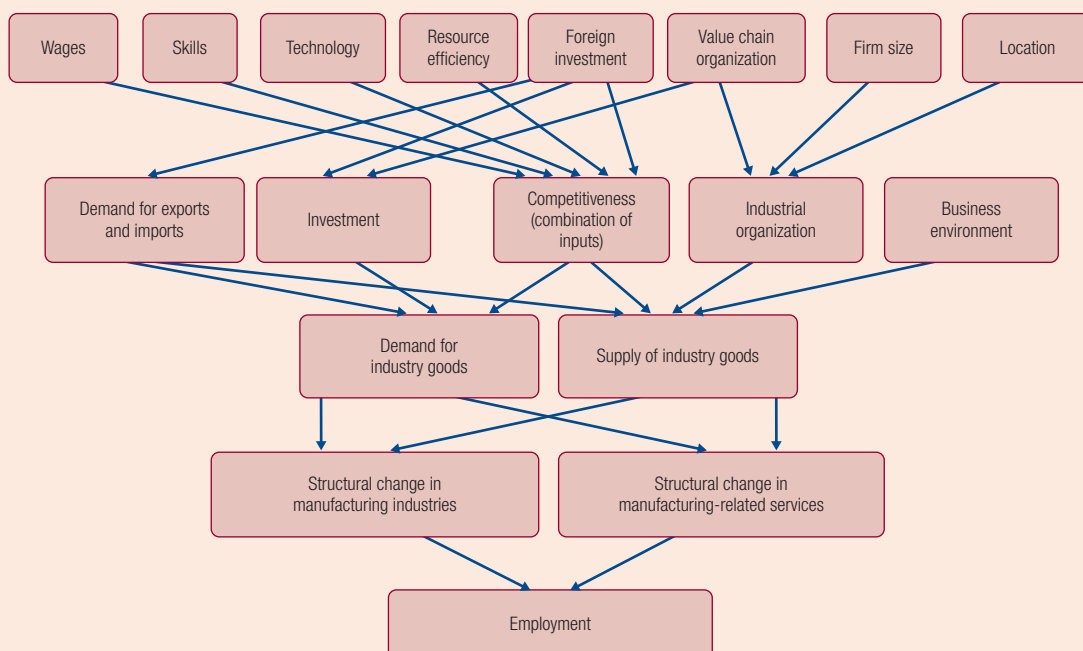 Wages
Skills
Technology
Resource
efficiency
Foreign
investment
Value chain
organization
Firm size
Location
Demand for exports
and imports
Investment
Competitiveness
(combination of
inputs)
Industrial
organization
Business
environment
Demand for
industry goods
Supply of industry goods
Structural change in
manufacturing industries
Structural change in
manufacturing-related services
Employment